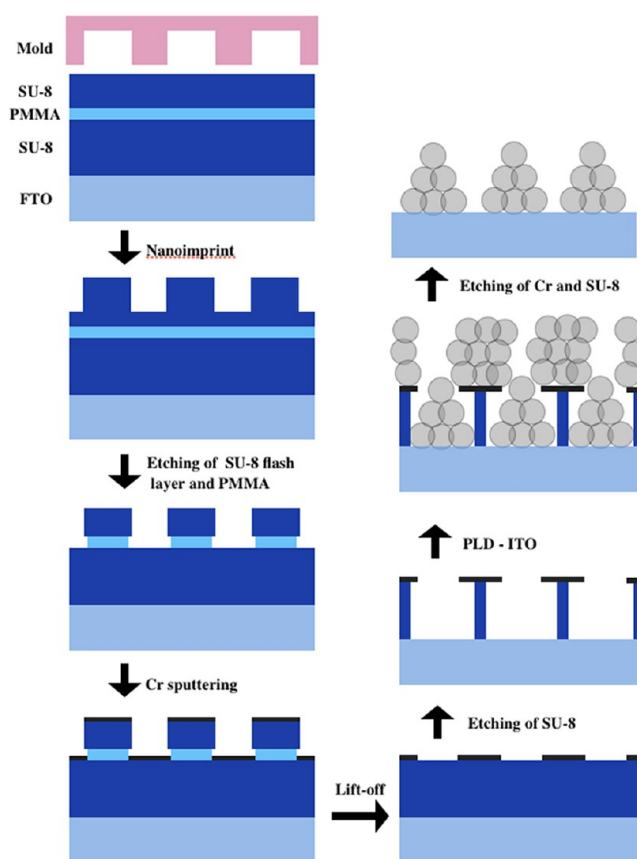 Mold
SU-8
PMMA
SU-8
FTO
Nanoimprint
Etching of SU-8 flash
layer and PMMA
Cr sputtering
Lift-off
Etching of SU-8
PLD - ITO
Etching of Cr and SU-8